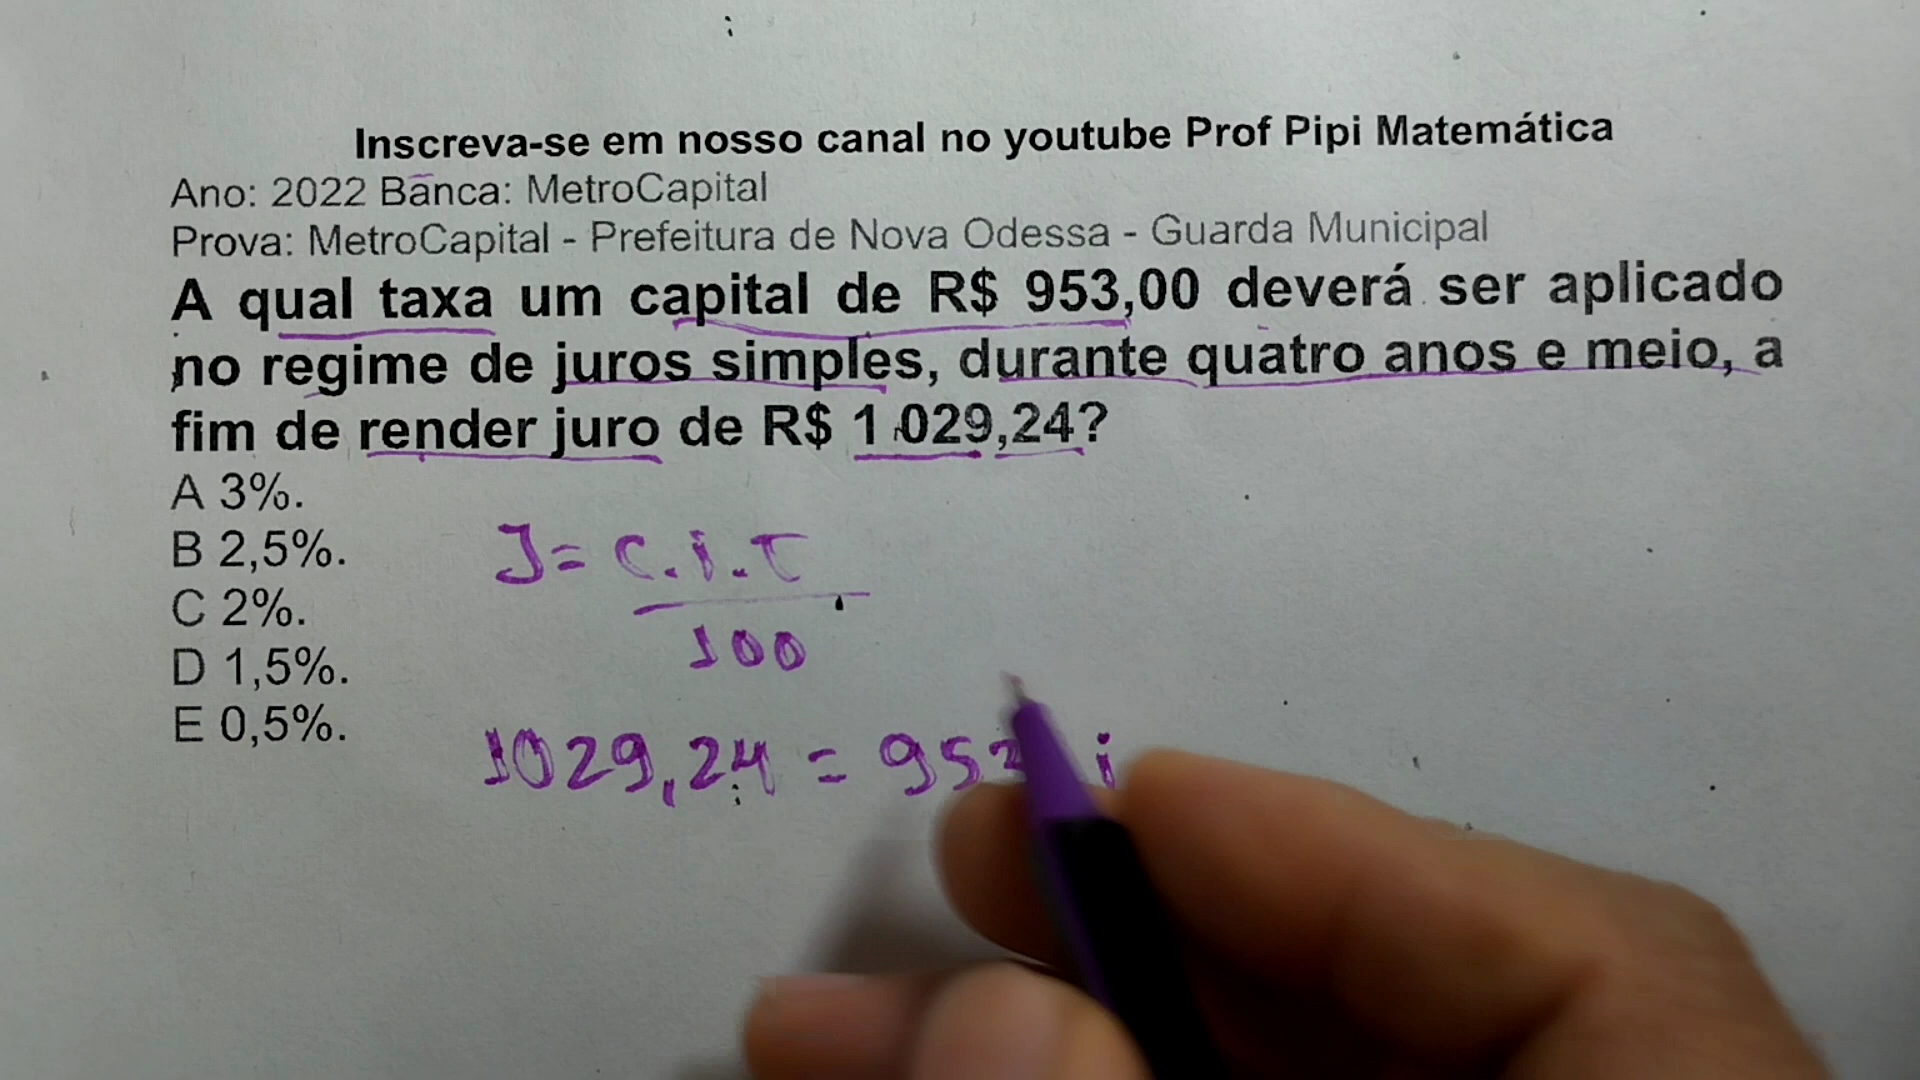 Inscreva-se em nosso canal no youtube Prof Pipi Matemática
Ano: 2022 Banca: MetroCapital
Prova: MetroCapital - Prefeitura de Nova Odessa - Guarda Municipal
A qual taxa um capital de R$ 953,00 deverá ser aplicado
no regime de juros simples, durante quatro anos e meio, a
fim de render juro de R$ 1.029,24?
A 3%.
B 2,5%.
C 2%.
D 1,5%.
E 0,5%.
J = C.i.T
100
1029,24 = 953 i